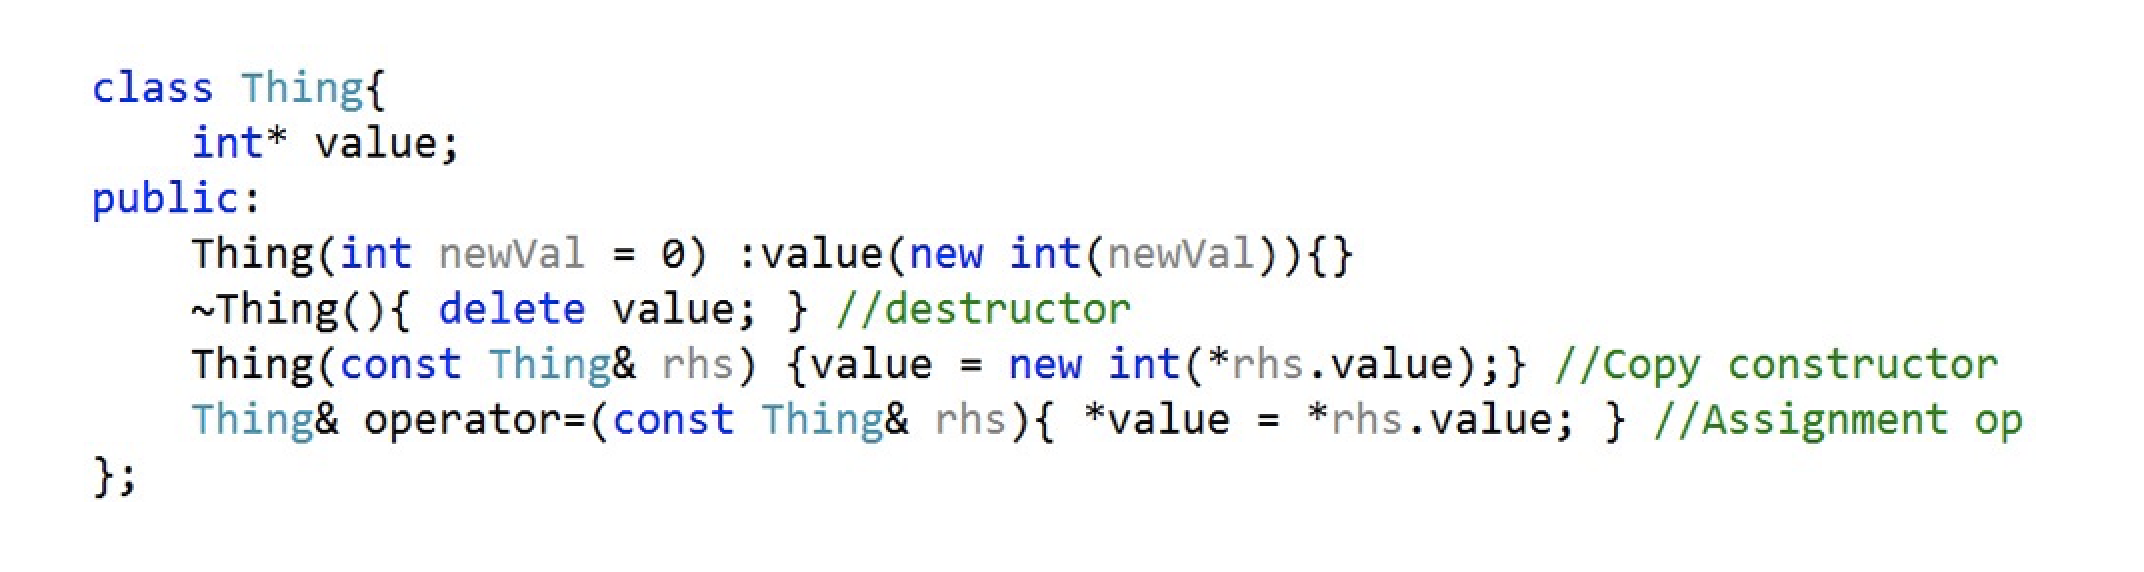 class Thing{
    int* value;
public:
    Thing(int newVal = 0) :value(new int(newVal)){}
    ~Thing(){ delete value; } //destructor
    Thing(const Thing& rhs) {value = new int(*rhs.value);} //Copy constructor
    Thing& operator=(const Thing& rhs){ *value = *rhs.value; } //Assignment op
};